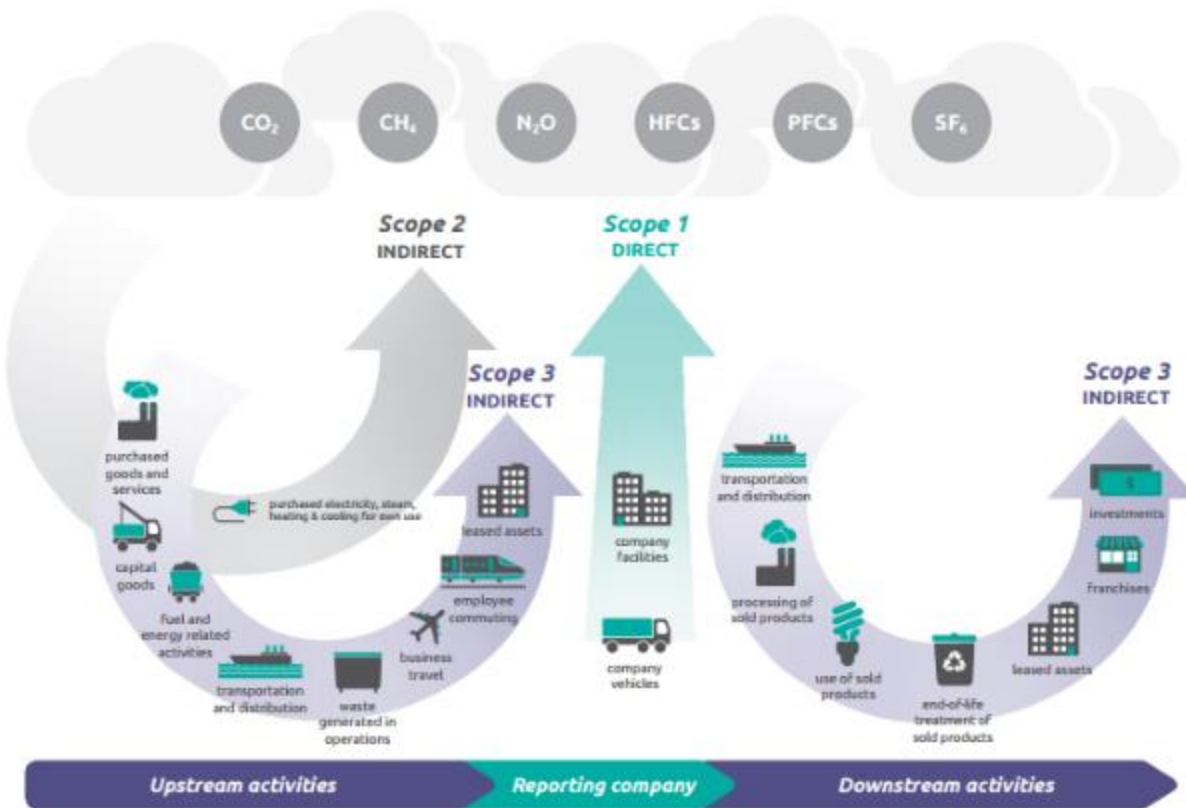 CO₂
CH₄
N₂O
HFCs
PFCs
SF₆
Scope 2
INDIRECT
Scope 1
DIRECT
Scope 3
INDIRECT
Scope 3
INDIRECT
purchased
goods and
services
capital
goods
fuel and
energy related
activities
purchased electricity, steam,
heating & cooling for own use
transportation
and distribution
waste
generated in
operations
business
travel
employee
commuting
leased assets
company
facilities
company
vehicles
transportation
and distribution
processing of
sold products
use of sold
products
end-of-life
treatment of
sold products
leased assets
franchises
investments
$
Upstream activities
Reporting company
Downstream activities